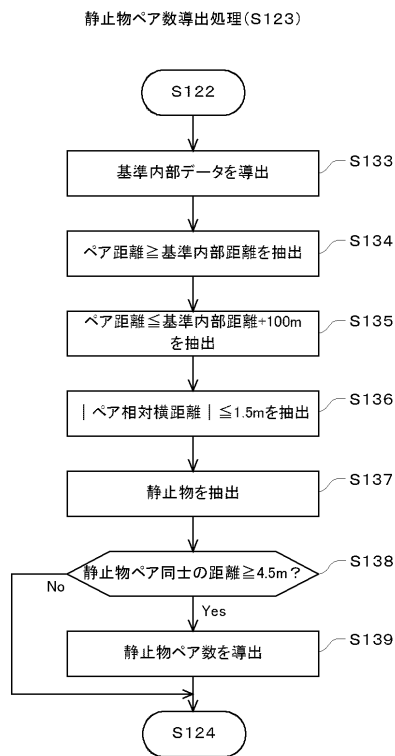 静止物ペア数導出処理(S123)
S122
基準内部データを導出
S133
ペア距離≧基準内部距離を抽出
S134
ペア距離≦基準内部距離+100m
を抽出
S135
｜ペア相対横距離｜≦1.5mを抽出
S136
静止物を抽出
S137
静止物ペア同士の距離≧4.5m？
S138
No
Yes
静止物ペア数を導出
S139
S124